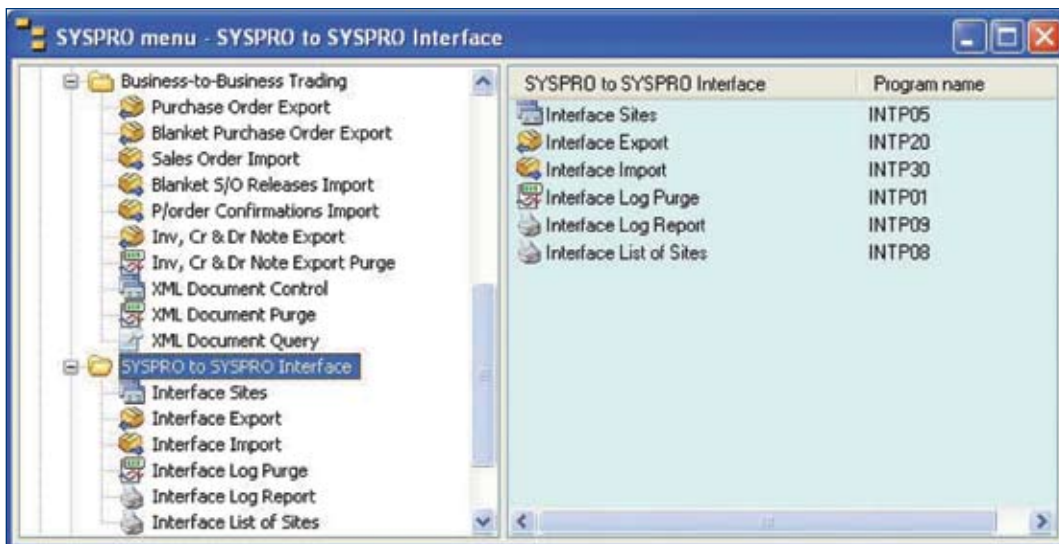 SYSPRO menu - SYSPRO to SYSPRO Interface
Business-to-Business Trading
Purchase Order Export
Blanket Purchase Order Export
Sales Order Import
Blanket S/O Releases Import
P/order Confirmations Import
Inv, Cr & Dr Note Export
Inv, Cr & Dr Note Export Purge
XML Document Control
XML Document Purge
XML Document Query
SYSPRO to SYSPRO Interface
Interface Sites
Interface Export
Interface Import
Interface Log Purge
Interface Log Report
Interface List of Sites
SYSPRO to SYSPRO Interface Program name
Interface Sites INTP05
Interface Export INTP20
Interface Import INTP30
Interface Log Purge INTP01
Interface Log Report INTP09
Interface List of Sites INTP08